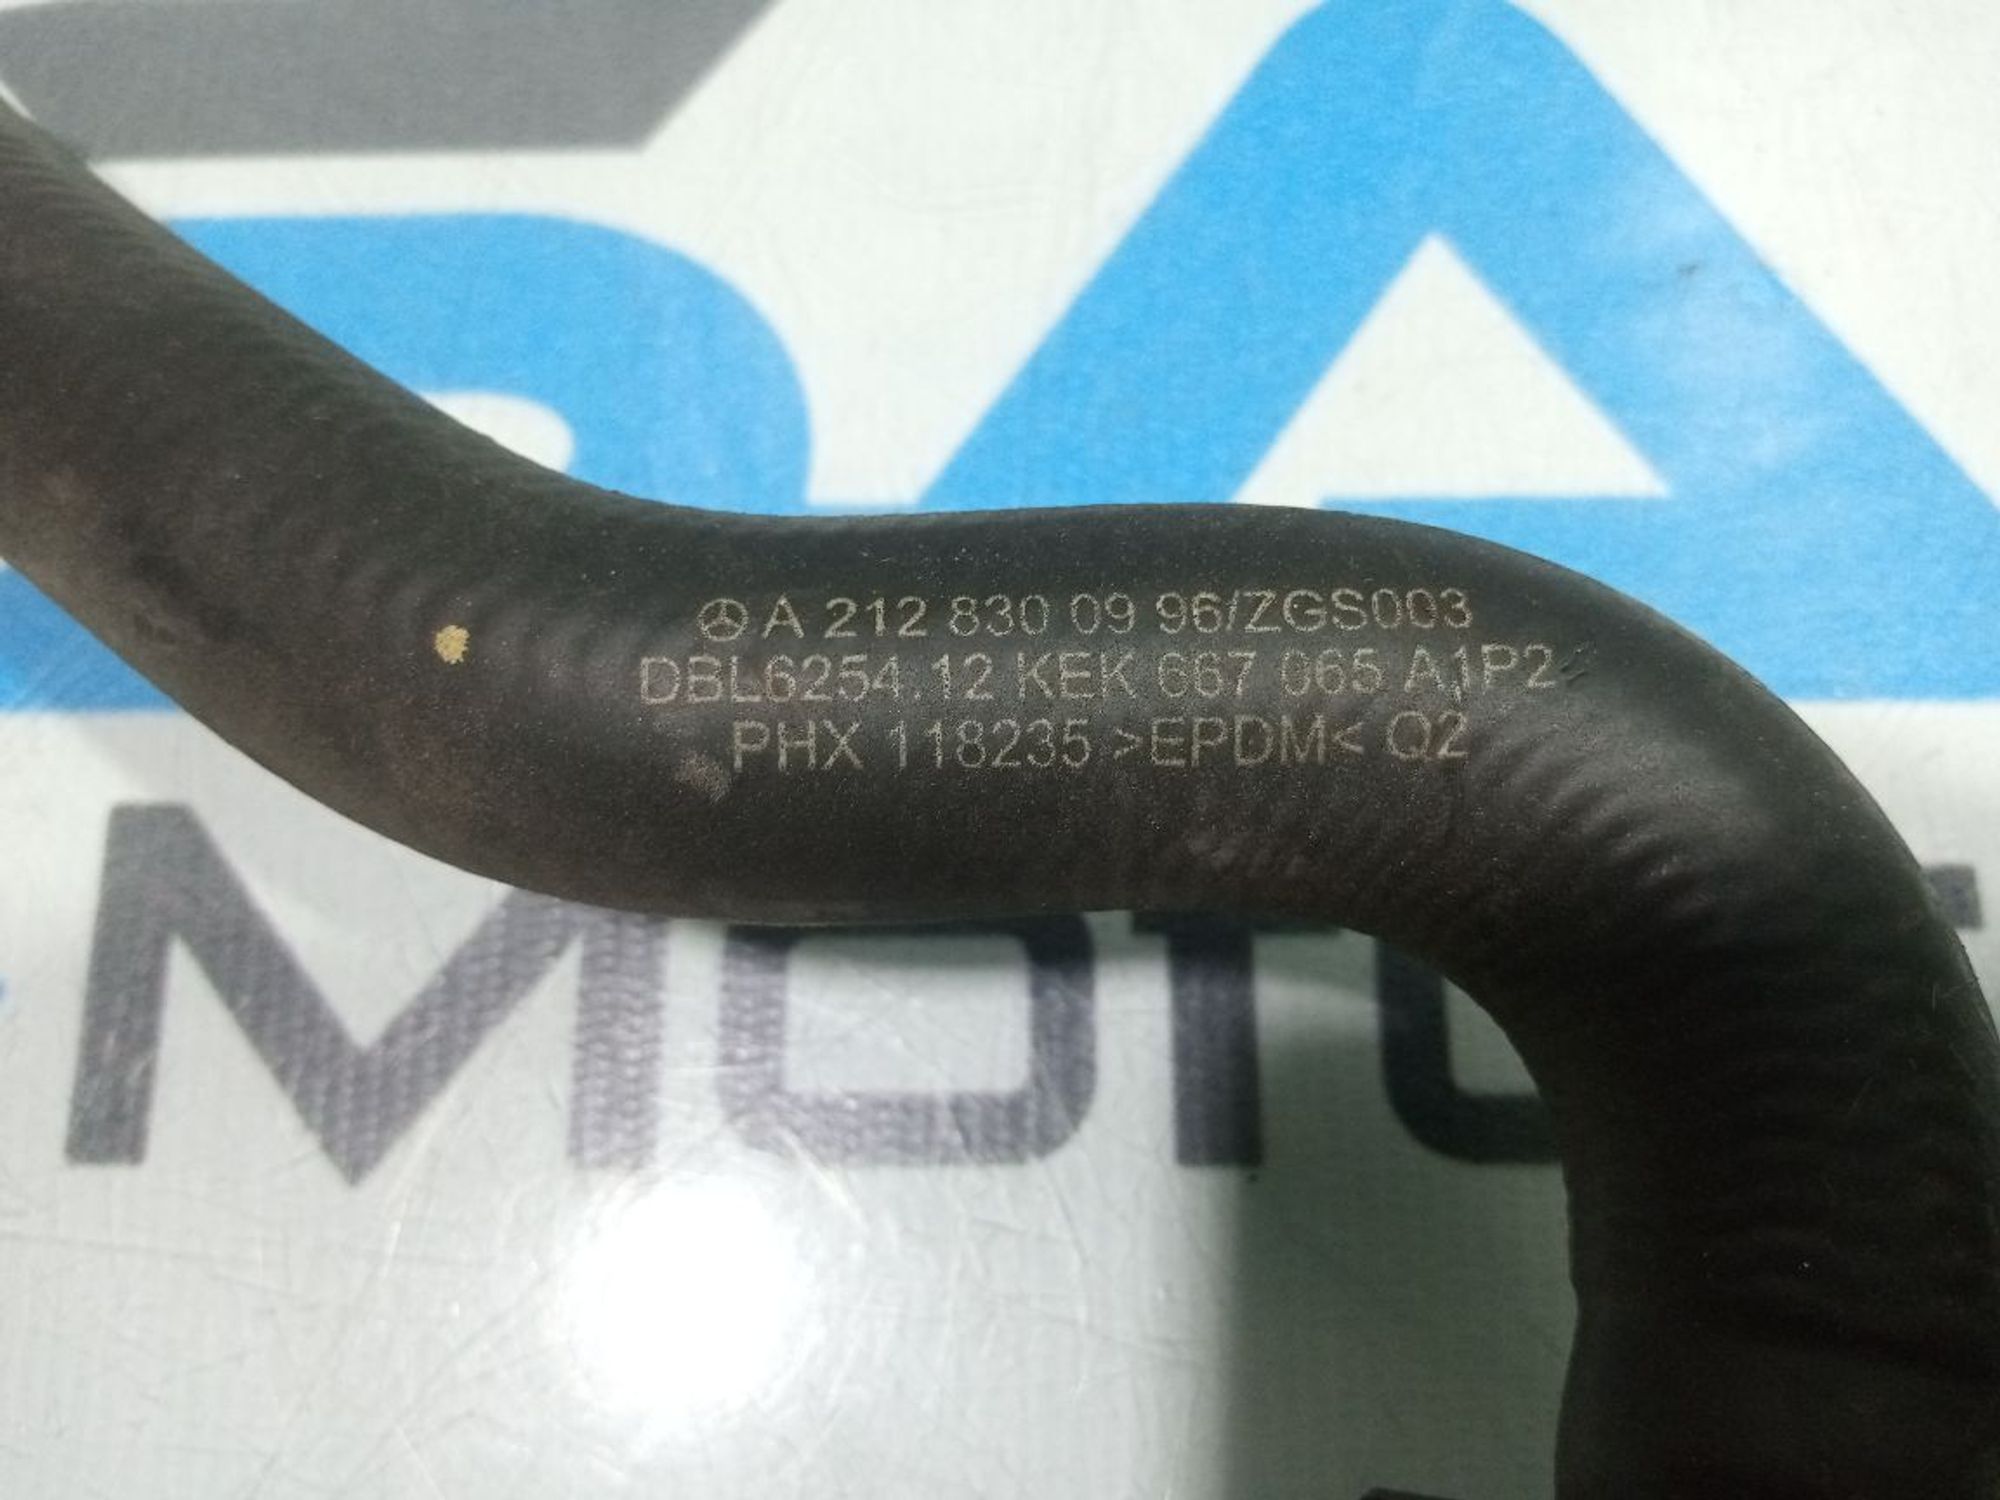 A 212 830 09 96/ZGS003
DBL6254.12 KEK 667 065 A1P2
PHX 118235 >EPDM< Q2